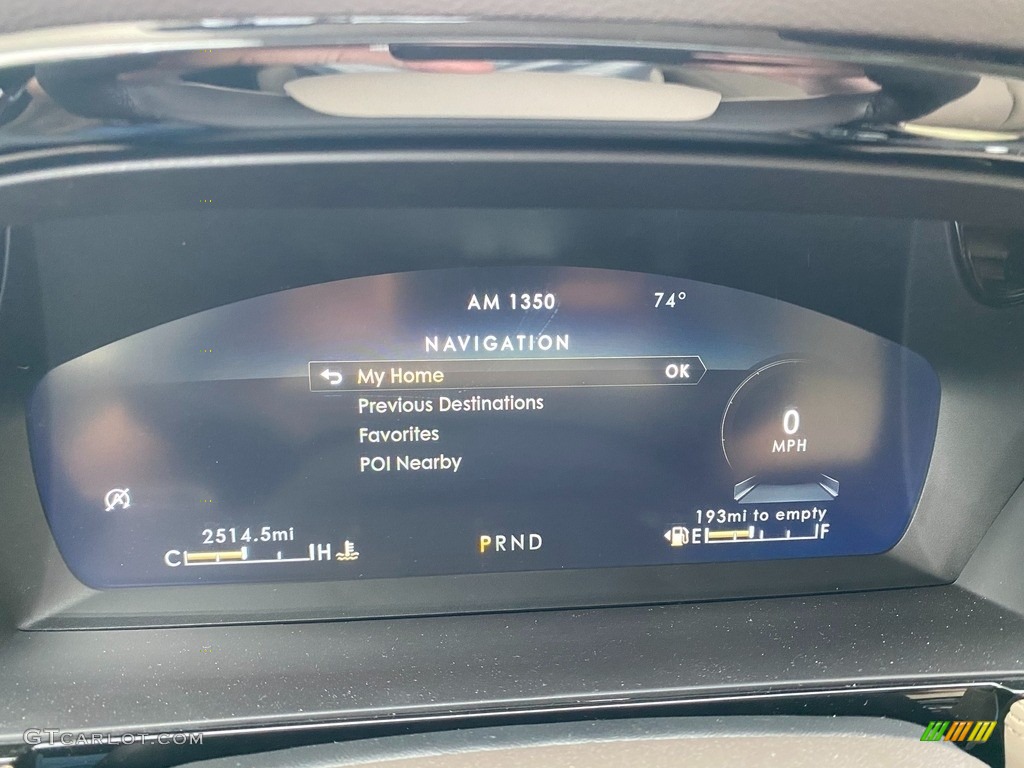 AM 1350 74°
NAVIGATION
My Home OK
Previous Destinations
Favorites
POI Nearby
0
MPH
A
2514.5mi
C H
PRND
193mi to empty
E F
GTCARLOT.COM